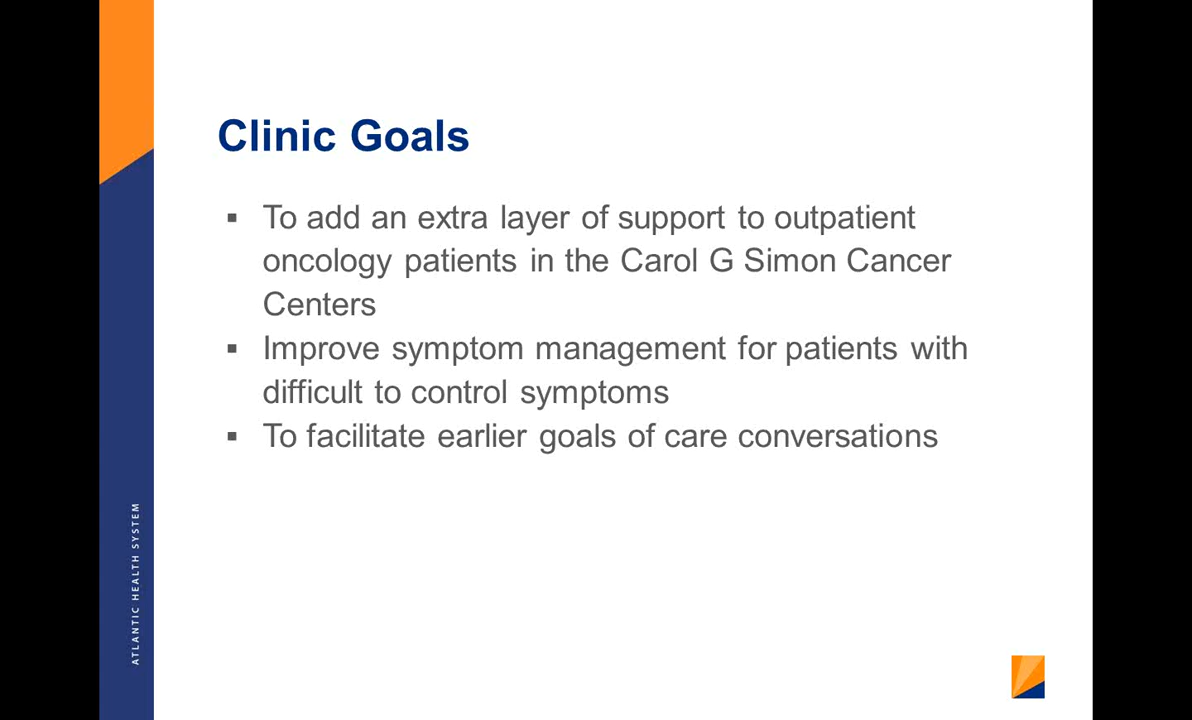 Clinic Goals
▪ To add an extra layer of support to outpatient
oncology patients in the Carol G Simon Cancer
Centers
▪ Improve symptom management for patients with
difficult to control symptoms
▪ To facilitate earlier goals of care conversations
ATLANTIC HEALTH SYSTEM